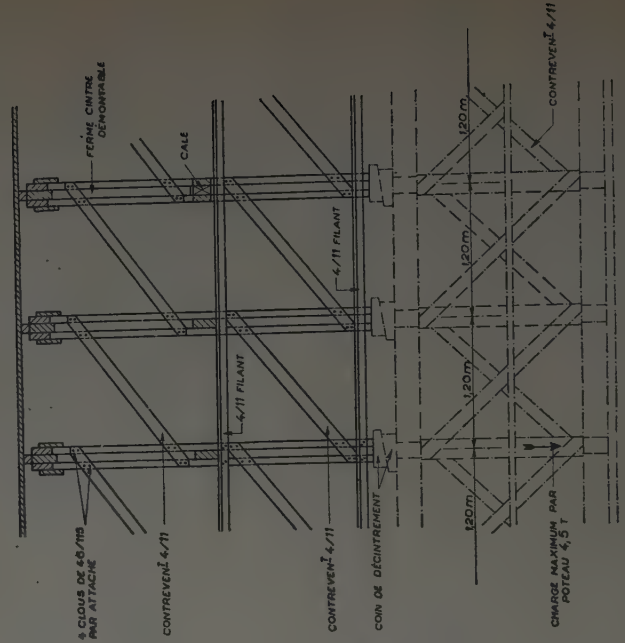 FERME CINTRE
DÉMONTABLE
CALE
4/11 FILANT
4/11 FILANT
4 CLOUS DE 46/115
PAR ATTACHE
CONTREVENT 4/11
CONTREVENT 4/11
COIN DE DÉCINTREMENT
1,20m
1,20m
1,20m
1,20m
CONTREVENT 4/11
CHARGE MAXIMUM PAR
POTEAU 4,5 T